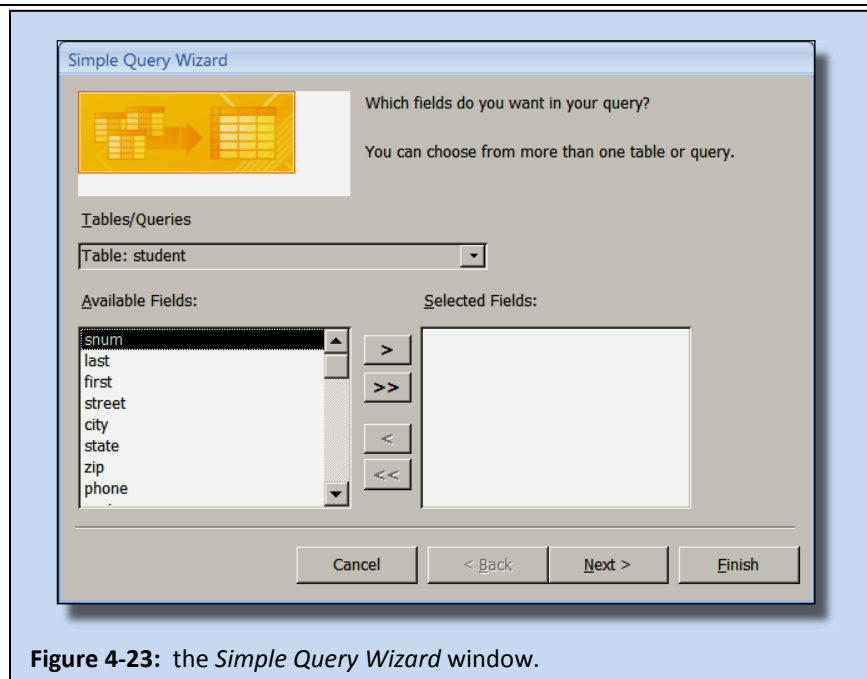 Simple Query Wizard
Which fields do you want in your query?
You can choose from more than one table or query.
Tables/Queries
Table: student
Available Fields:
Selected Fields:
snum
last
first
street
city
state
zip
phone
>
>>
<
<<
Cancel
< Back
Next >
Finish
Figure 4-23: the Simple Query Wizard window.